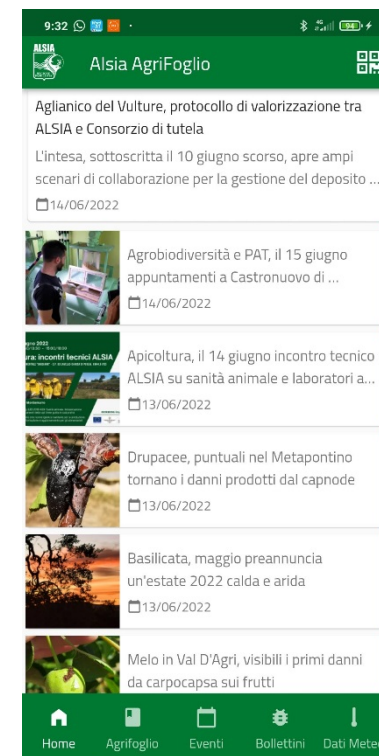 9:32
94
ALSIA
Alsia AgriFoglio
Aglianico del Vulture, protocollo di valorizzazione tra
ALSIA e Consorzio di tutela
L'intesa, sottoscritta il 10 giugno scorso, apre ampi
scenari di collaborazione per la gestione del deposito ...
14/06/2022
Agrobiodiversità e PAT, il 15 giugno
appuntamenti a Castronuovo di ...
14/06/2022
incontri tecnici ALSIA
Apicoltura, il 14 giugno incontro tecnico
ALSIA su sanità animale e laboratori a...
13/06/2022
Drupacee, puntuali nel Metapontino
tornano i danni prodotti dal capnode
13/06/2022
Basilicata, maggio preannuncia
un'estate 2022 calda e arida
13/06/2022
Melo in Val D'Agri, visibili i primi danni
da carpocapsa sui frutti
Home
Agrifoglio
Eventi
Bollettini
Dati Mete